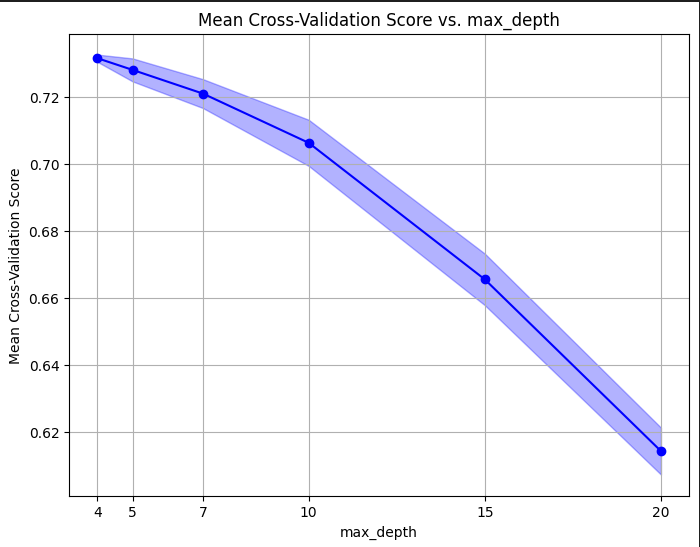 Mean Cross-Validation Score vs. max_depth
Mean Cross-Validation Score
0.72
0.70
0.68
0.66
0.64
0.62
4 5 7 10 15 20
max_depth